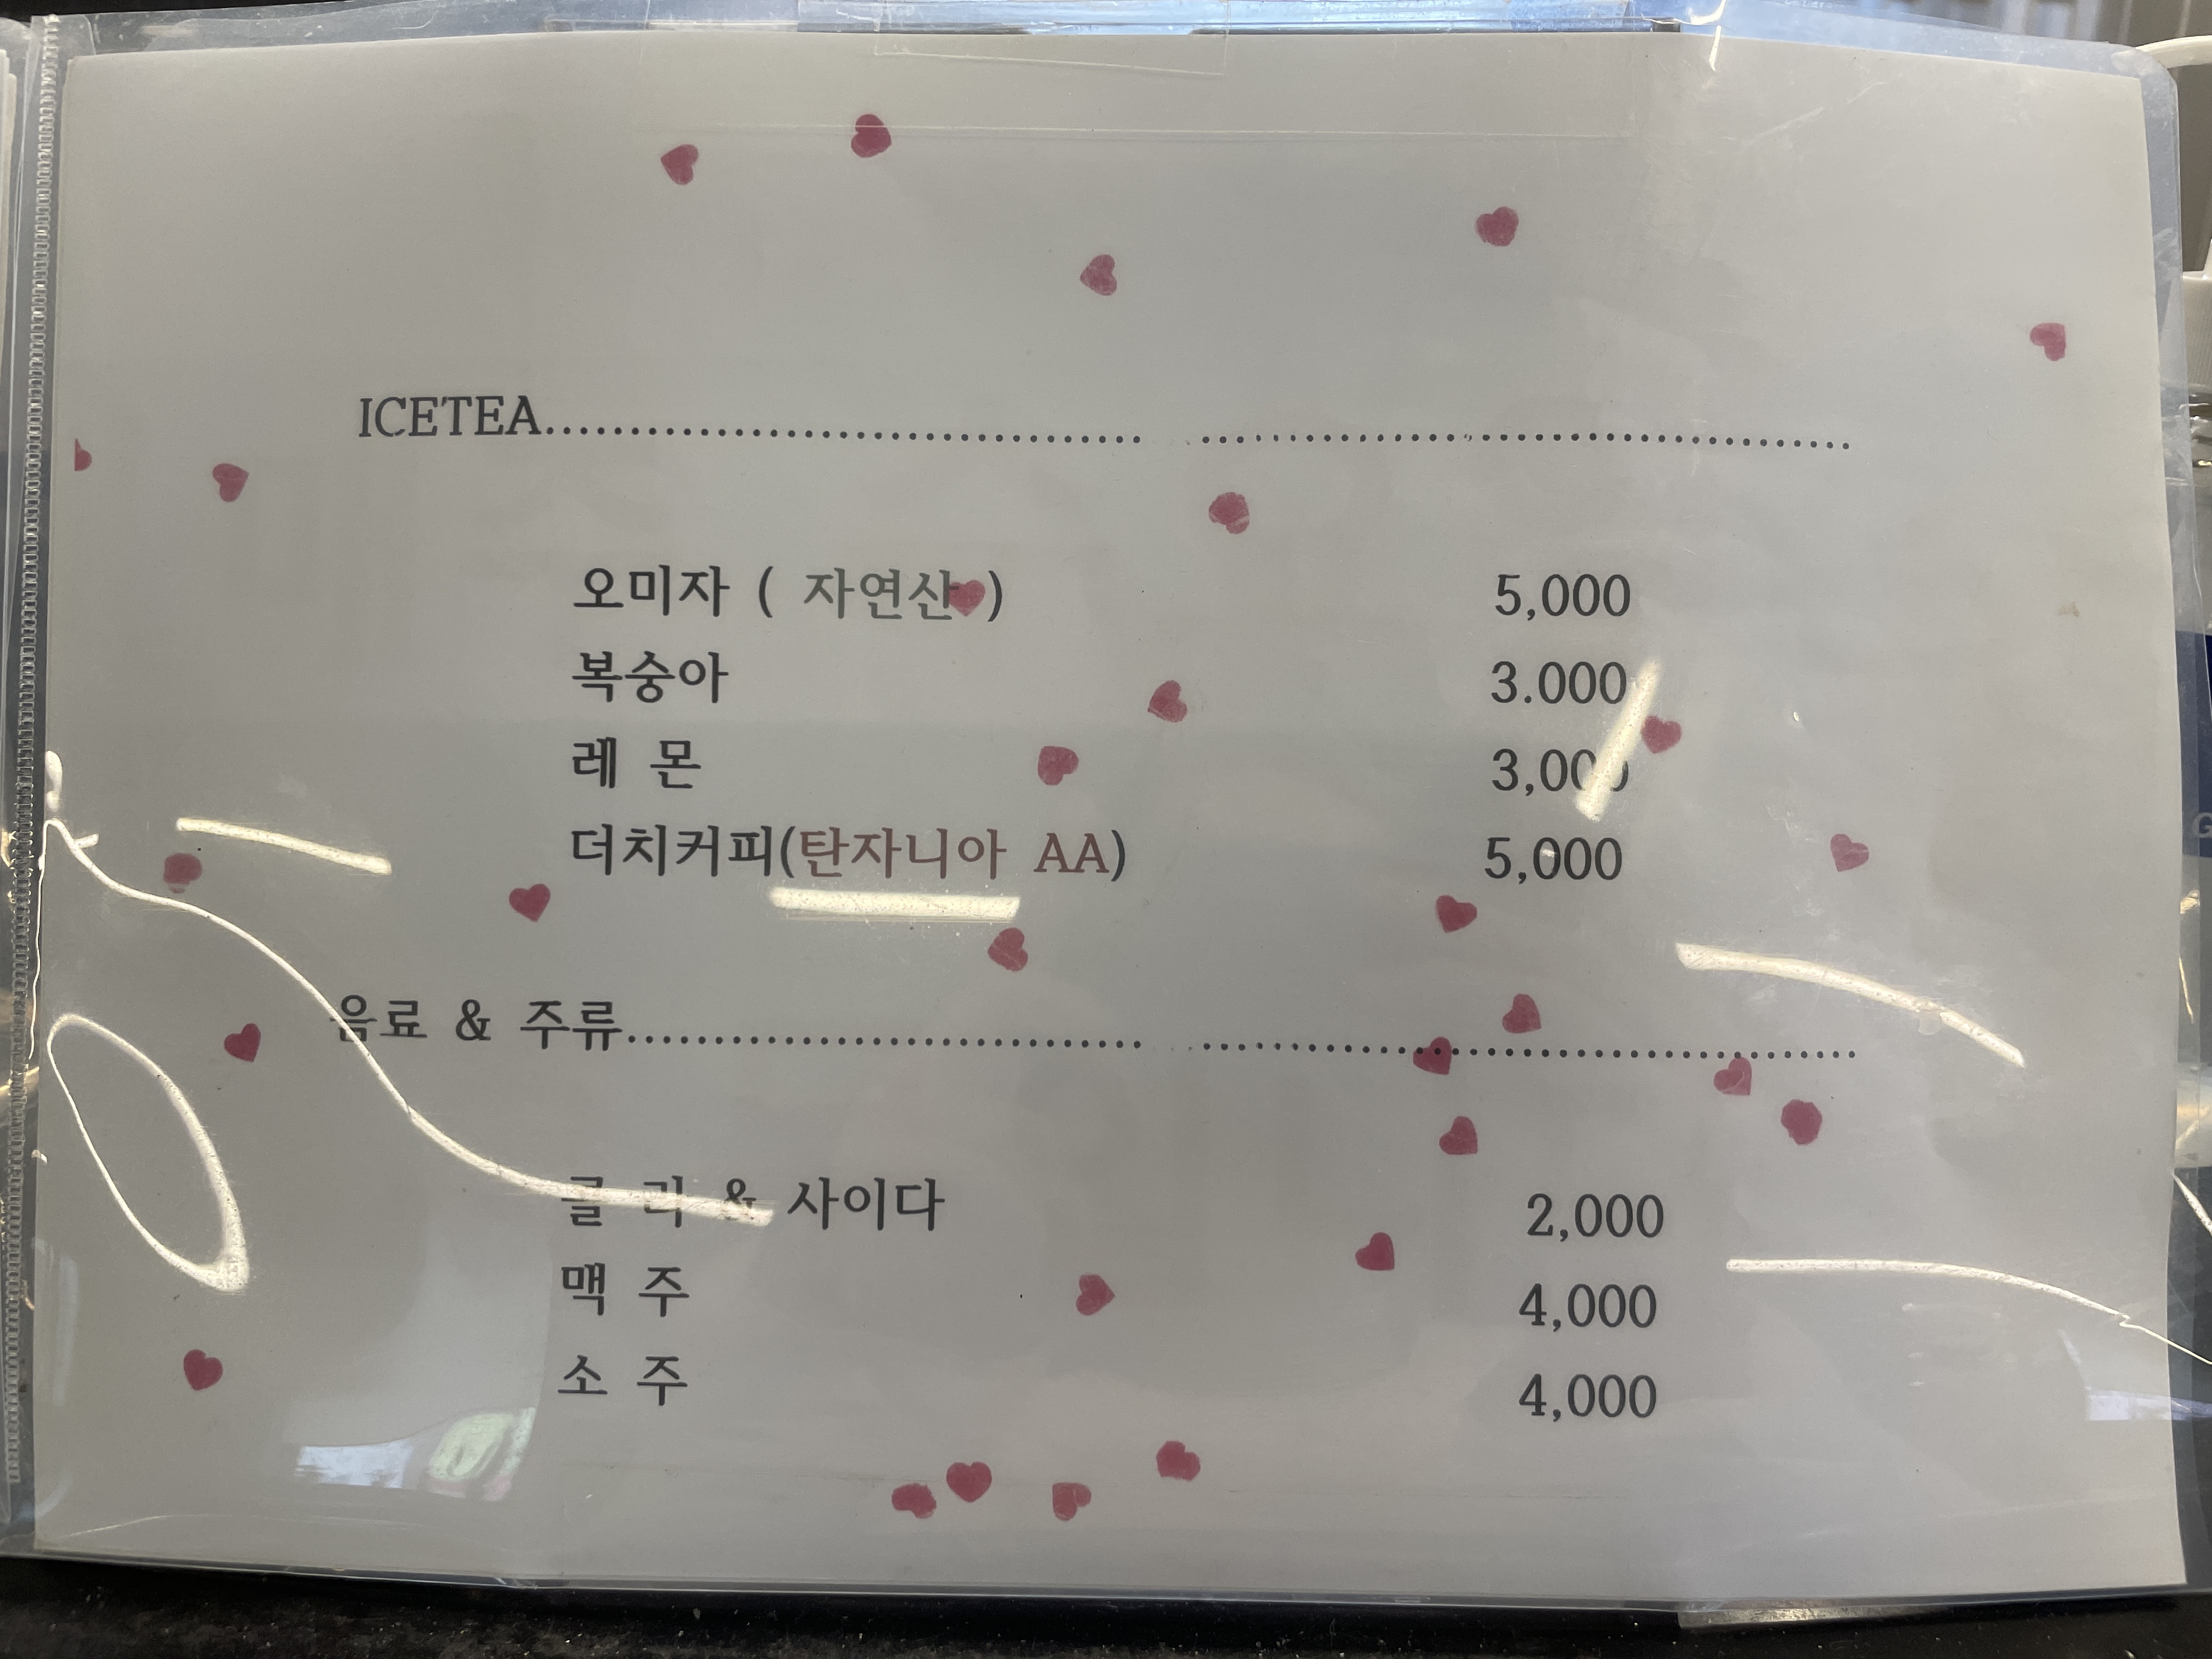 ICETEA.................................. .....................................
오미자 ( 자연산 ) 5,000
복숭아 3.000
레 몬 3,000
더치커피(탄자니아 AA) 5,000
음료 & 주류.............................. .....................................
콜 라 & 사이다 2,000
맥 주 4,000
소 주 4,000